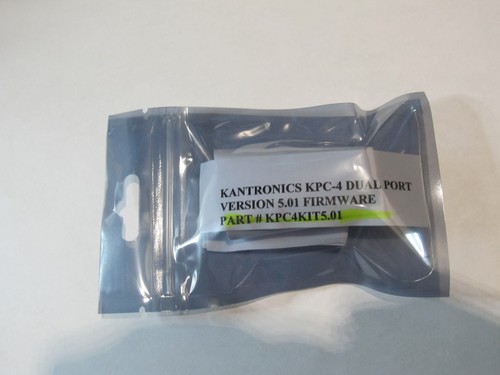 KANTRONICS KPC-4 DUAL PORT
VERSION 5.01 FIRMWARE
PART # KPC4KIT5.01